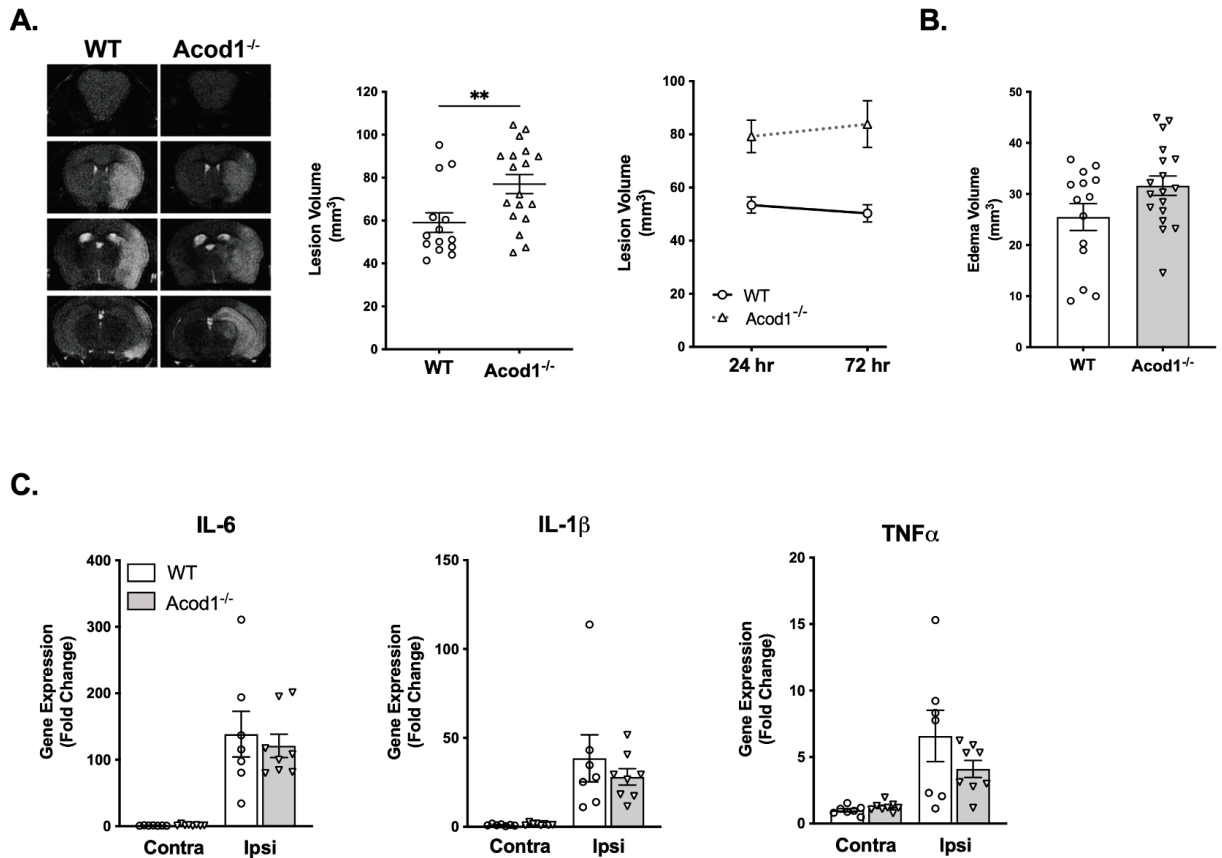 A.
WT Acod1-/-
Lesion Volume
(mm3)
120
100
80
60
40
20
0
**
WT Acod1-/-
Lesion Volume
(mm3)
100
80
60
40
20
0
WT
Acod1-/-
24 hr 72 hr
B.
Edema Volume
(mm3)
50
40
30
20
10
0
WT Acod1-/-
C.
IL-6
Gene Expression
(Fold Change)
400
300
200
100
0
WT
Acod1-/-
Contra Ipsi
IL-1β
Gene Expression
(Fold Change)
150
100
50
0
Contra Ipsi
TNFα
Gene Expression
(Fold Change)
20
15
10
5
0
Contra Ipsi